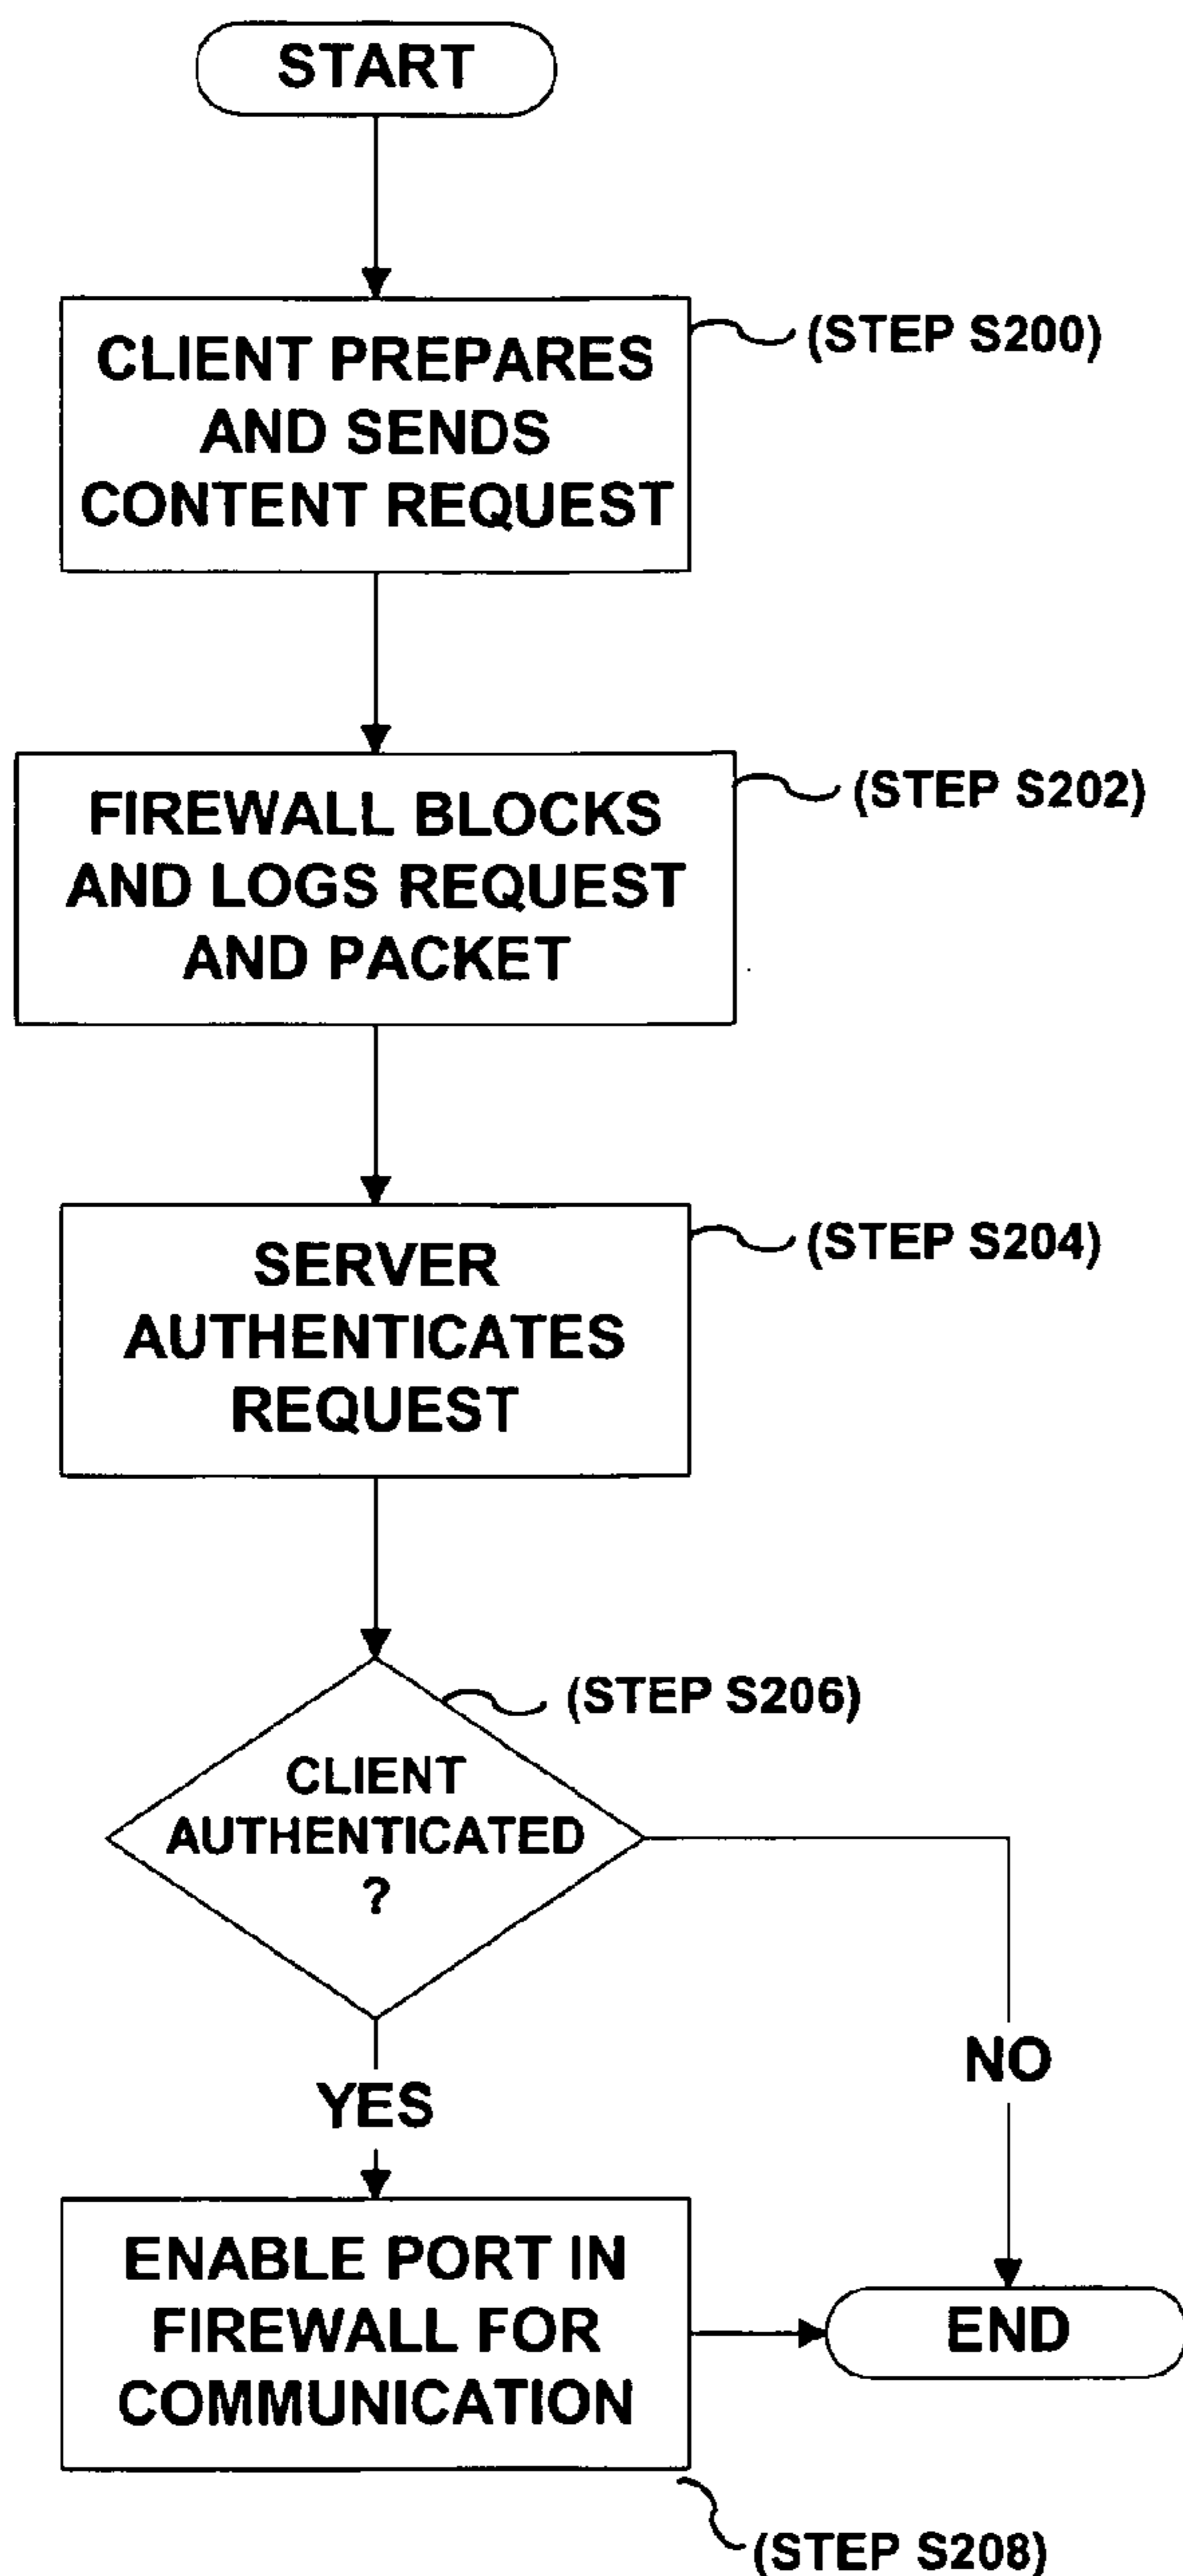 START
CLIENT PREPARES
AND SENDS
CONTENT REQUEST
(STEP S200)
FIREWALL BLOCKS
AND LOGS REQUEST
AND PACKET
(STEP S202)
SERVER
AUTHENTICATES
REQUEST
(STEP S204)
(STEP S206)
CLIENT
AUTHENTICATED
?
NO
YES
ENABLE PORT IN
FIREWALL FOR
COMMUNICATION
END
(STEP S208)